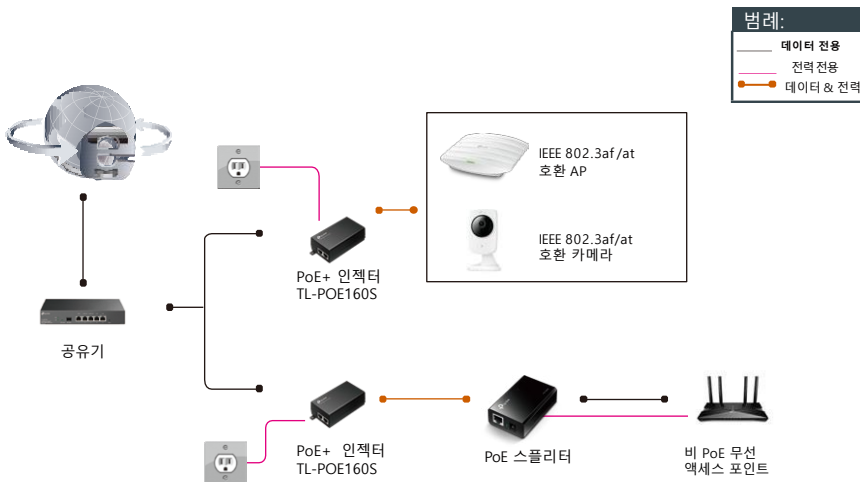 범례:
데이터 전용
전력 전용
데이터 & 전력
IEEE 802.3af/at
호환 AP
IEEE 802.3af/at
호환 카메라
PoE+ 인젝터
TL-POE160S
공유기
PoE+ 인젝터
TL-POE160S
PoE 스플리터
비 PoE 무선
액세스 포인트